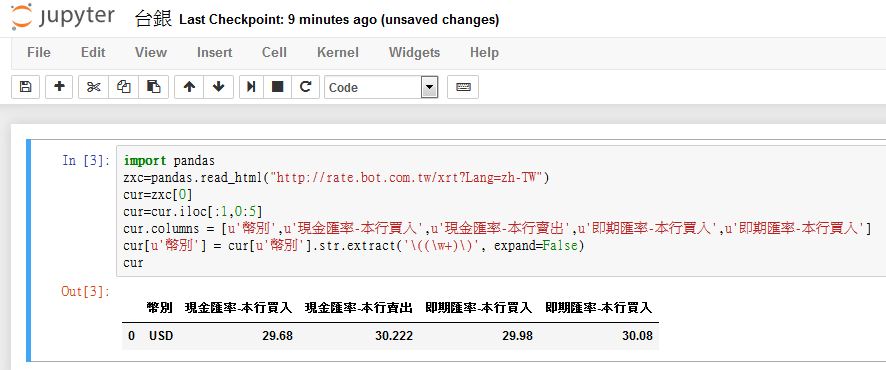 jupyter 台銀 Last Checkpoint: 9 minutes ago (unsaved changes)
File Edit View Insert Cell Kernel Widgets Help
Code
In [3]: import pandas
zxc=pandas.read_html("http://rate.bot.com.tw/xrt?Lang=zh-TW")
cur=zxc[0]
cur=cur.iloc[:1,0:5]
cur.columns = [u'幣別',u'現金匯率-本行買入',u'現金匯率-本行賣出',u'即期匯率-本行買入',u'即期匯率-本行買入']
cur[u'幣別'] = cur[u'幣別'].str.extract('\((\w+)\)', expand=False)
cur
Out[3]:
幣別 現金匯率-本行買入 現金匯率-本行賣出 即期匯率-本行買入 即期匯率-本行買入
0 USD 29.68 30.222 29.98 30.08